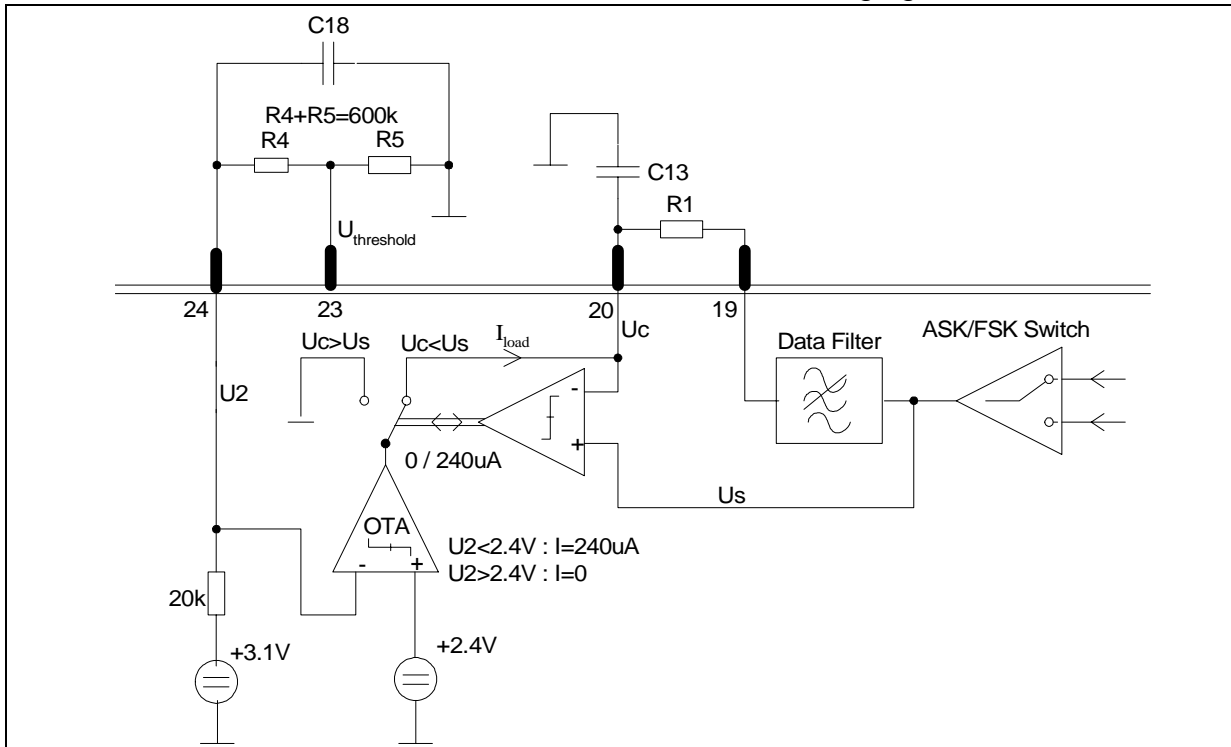 C18
R4+R5=600k
R4
R5
C13
R1
Uthreshold
24
23
20
19
Uc>Us
Uc<Us
Iload
Uc
Data Filter
ASK/FSK Switch
U2
-
+
0 / 240uA
Us
OTA
-
+
U2<2.4V : I=240uA
U2>2.4V : I=0
20k
+3.1V
+2.4V